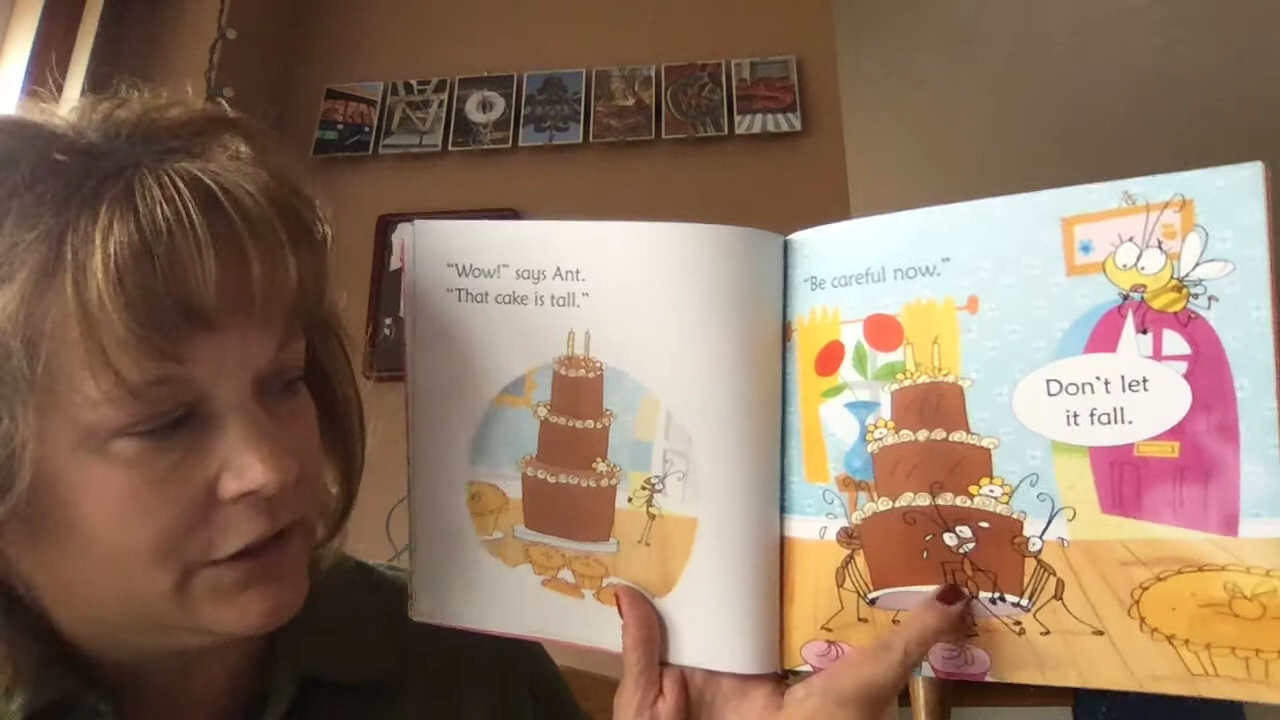 "Wow!" says Ant.
"That cake is tall."
"Be careful now."
Don't let
it fall.